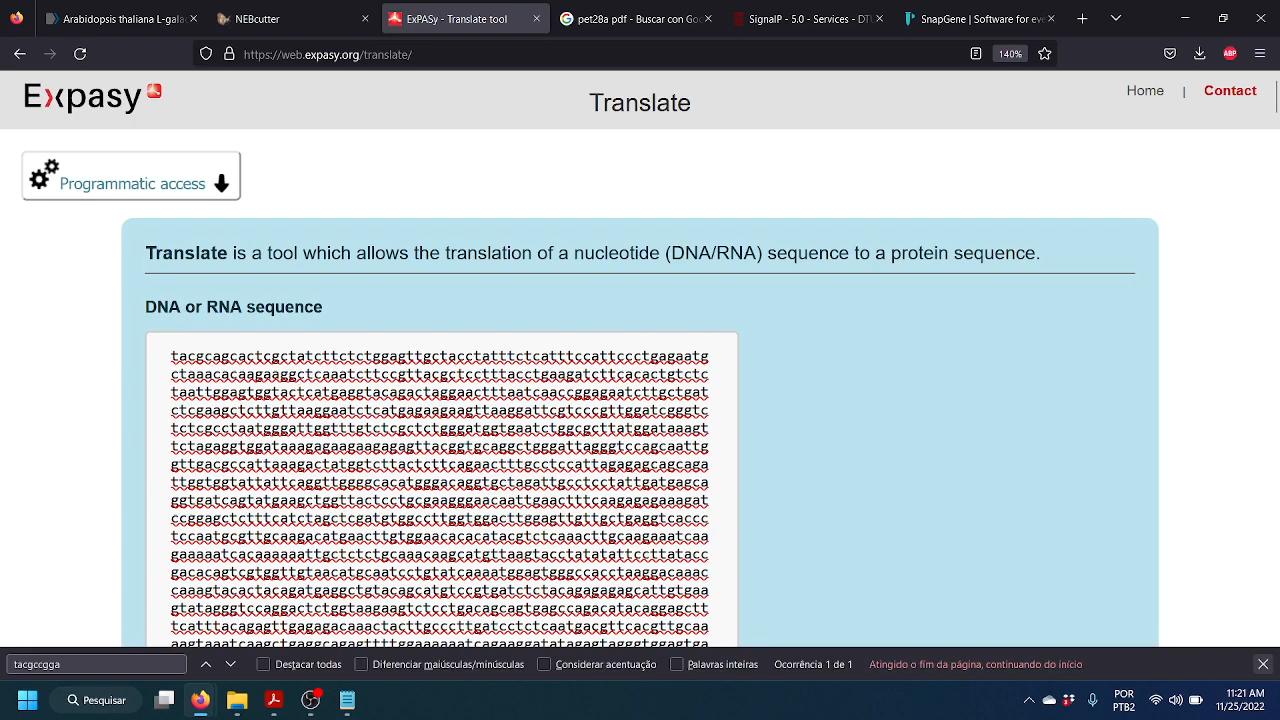 Arabidopsis thaliana L-gala
NEBcutter
ExPASy - Translate tool
pet28a pdf - Buscar con Goo
SignalP - 5.0 - Services - DTU
SnapGene | Software for eve
https://web.expasy.org/translate/
140%
ABP
Expasy
Translate
Home | Contact
Programmatic access
Translate is a tool which allows the translation of a nucleotide (DNA/RNA) sequence to a protein sequence.
DNA or RNA sequence
tacgcagcactcgctatcttctctggagttgctacctatttctcatttccattccctgagaatg
ctaaacacaagaaggctcaaatcttccgttacgctcctttacctgaagatcttcacactgtctc
taattggagtggtactcatgaggtacagactaggaactttaatcaaccggagaatcttgctgat
ctcgaagctcttgttaaggaatctcatgagaagaagttaaggattcgtcccgttggatcgggtc
tctcgcctaatgggattggtttgtctcgctctgggatggtgaatctggcgcttatggataaagt
tctagaggtggataaagagaagaagagagttacggtgcaggctgggattagggtccagcaattg
gttgacgccattaaagactatggtcttactcttcagaactttgcctccattagagagcagcaga
ttggtggtattattcaggttggggcacatgggacaggtgctagattgcctcctattgatgagca
ggtgatcagtatgaagctggttactcctgcgaagggaacaattgaactttcaagagagaaagat
ccggagctctttcatctagctcgatgtggccttggtggacttggagttgttgctgaggtcaccc
tccaatgcgttgcaagacatgaacttgtggaacacacatacgtctcaaacttgcaagaaatcaa
gaaaaatcacaaaaaattgctctctgcaaacaagcatgttaagtacctatatattccttatacc
gacacagtcgtggttgtaacatgcaatcctgtatcaaaatggagtgggccacctaaggacaaac
caaagtacactacagatgaggctgtacagcatgtccgtgatctctacagagagagcattgtgaa
gtatagggtccaggactctggtaagaagtctcctgacagcagtgagccagacatacaggagctt
tcatttacagagttgagagacaaactacttgcccttgatcctctcaatgacgttcacgttgcaa
aagtaaatcaagctgaggcagagttttggaaaaaatcagaaggatatagagtagggtgggagtga
tacgccgga
Destacar todas
Diferenciar maiúsculas/minúsculas
Considerar acentuação
Palavras inteiras
Ocorrência 1 de 1
Atingido o fim da página, continuando do início
Pesquisar
POR
PTB2
11:21 AM
11/25/2022